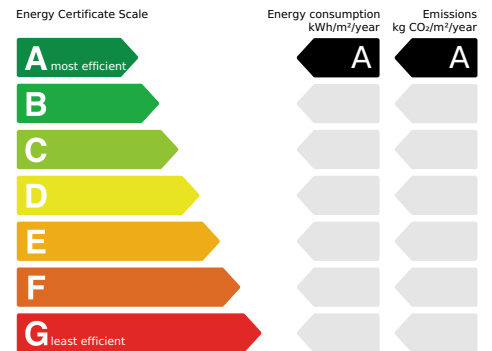 Energy Certificate Scale
Energy consumption
kWh/m²/year
Emissions
kg CO₂/m²/year
A most efficient
A
A
B
C
D
E
F
G least efficient